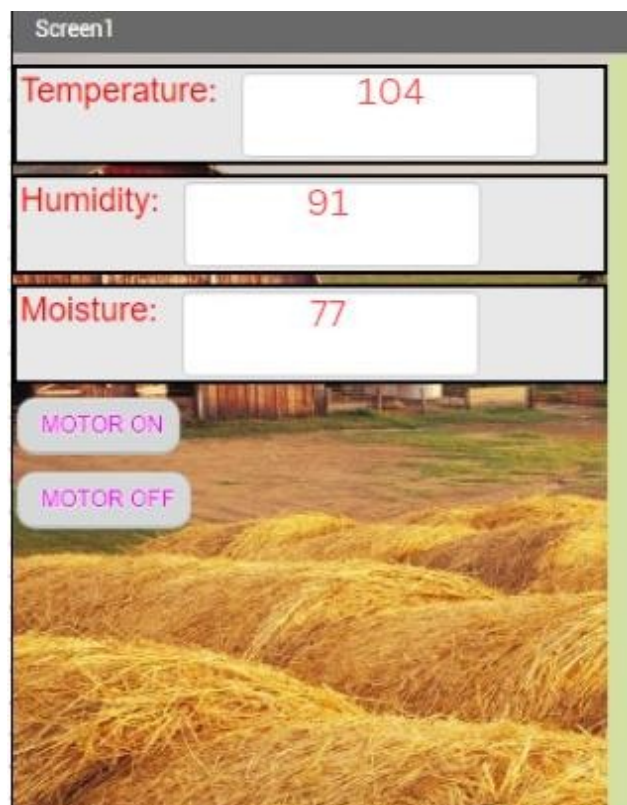 Screen1
Temperature: 104
Humidity: 91
Moisture: 77
MOTOR ON
MOTOR OFF